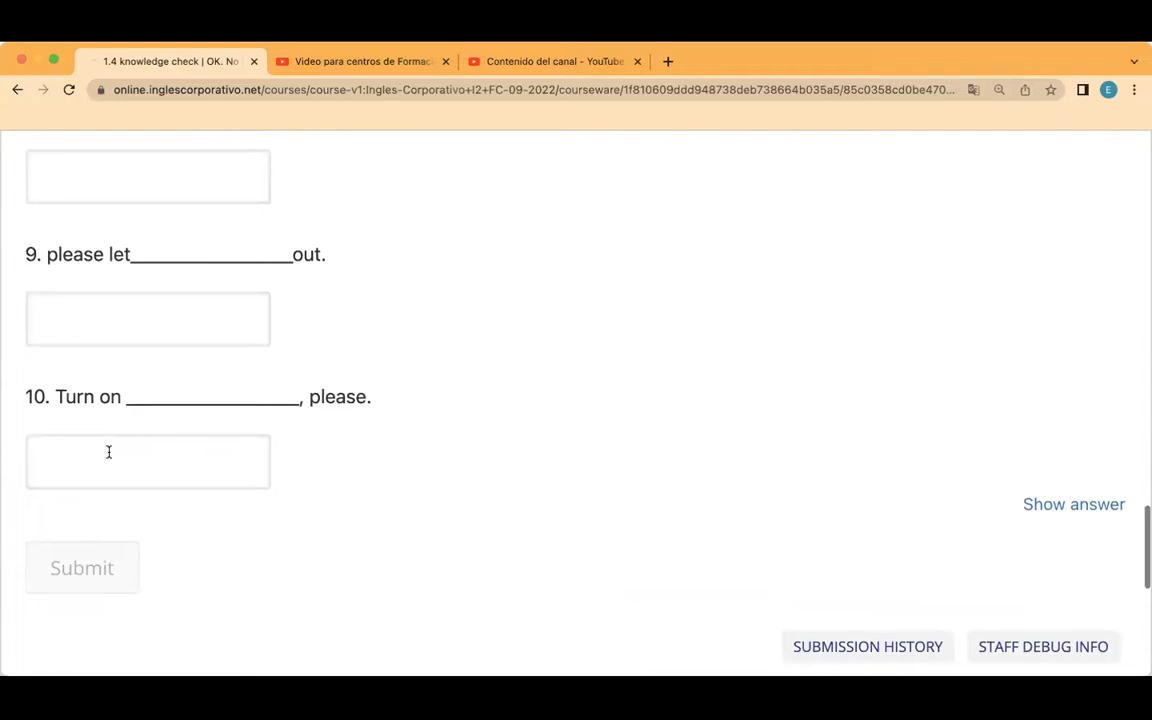 1.4 knowledge check | OK. No
Video para centros de Formac
Contenido del canal - YouTube
online.inglescorporativo.net/courses/course-v1:Ingles-Corporativo+I2+FC-09-2022/courseware/1f810609ddd948738deb738664b035a5/85c0358cd0be470...
E
9. please let_______________out.
10. Turn on ________________, please.
Show answer
Submit
SUBMISSION HISTORY
STAFF DEBUG INFO